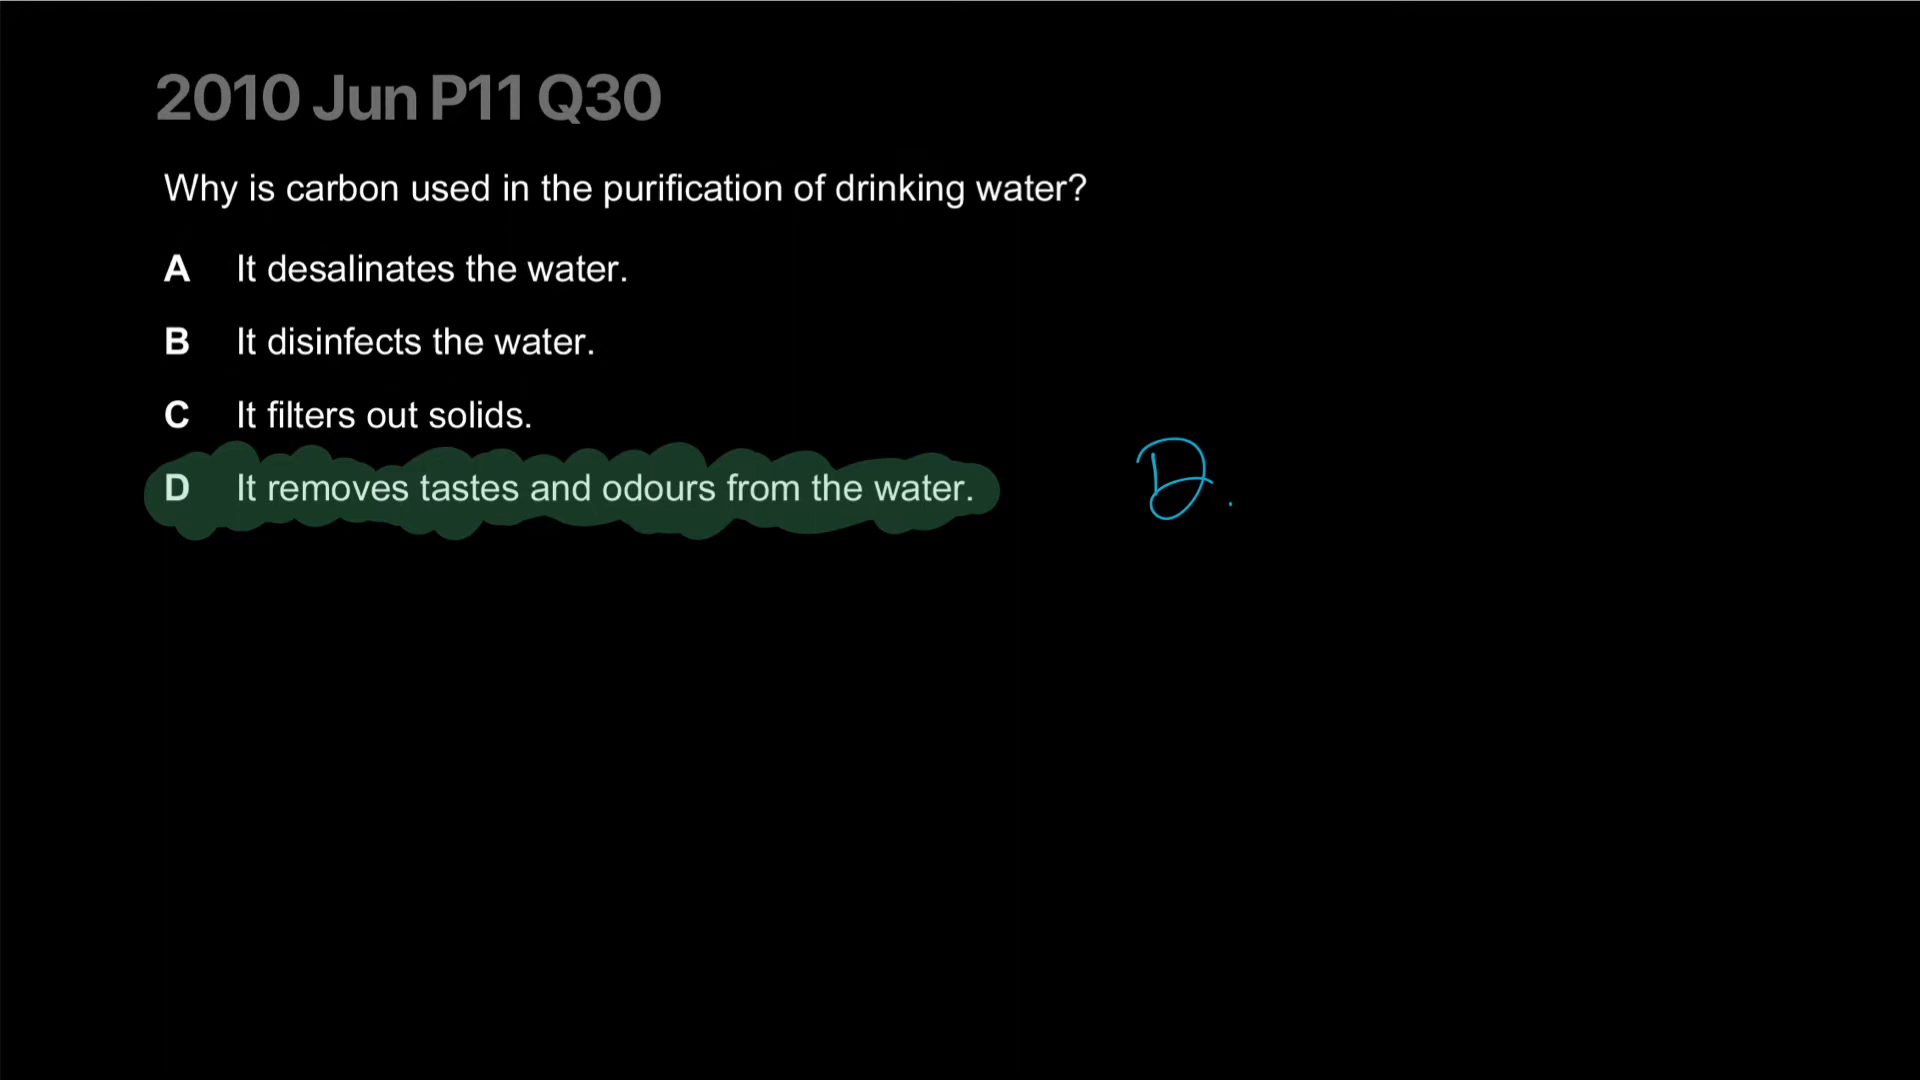 2010 Jun P11 Q30
Why is carbon used in the purification of drinking water?
A It desalinates the water.
B It disinfects the water.
C It filters out solids.
D It removes tastes and odours from the water.
D.